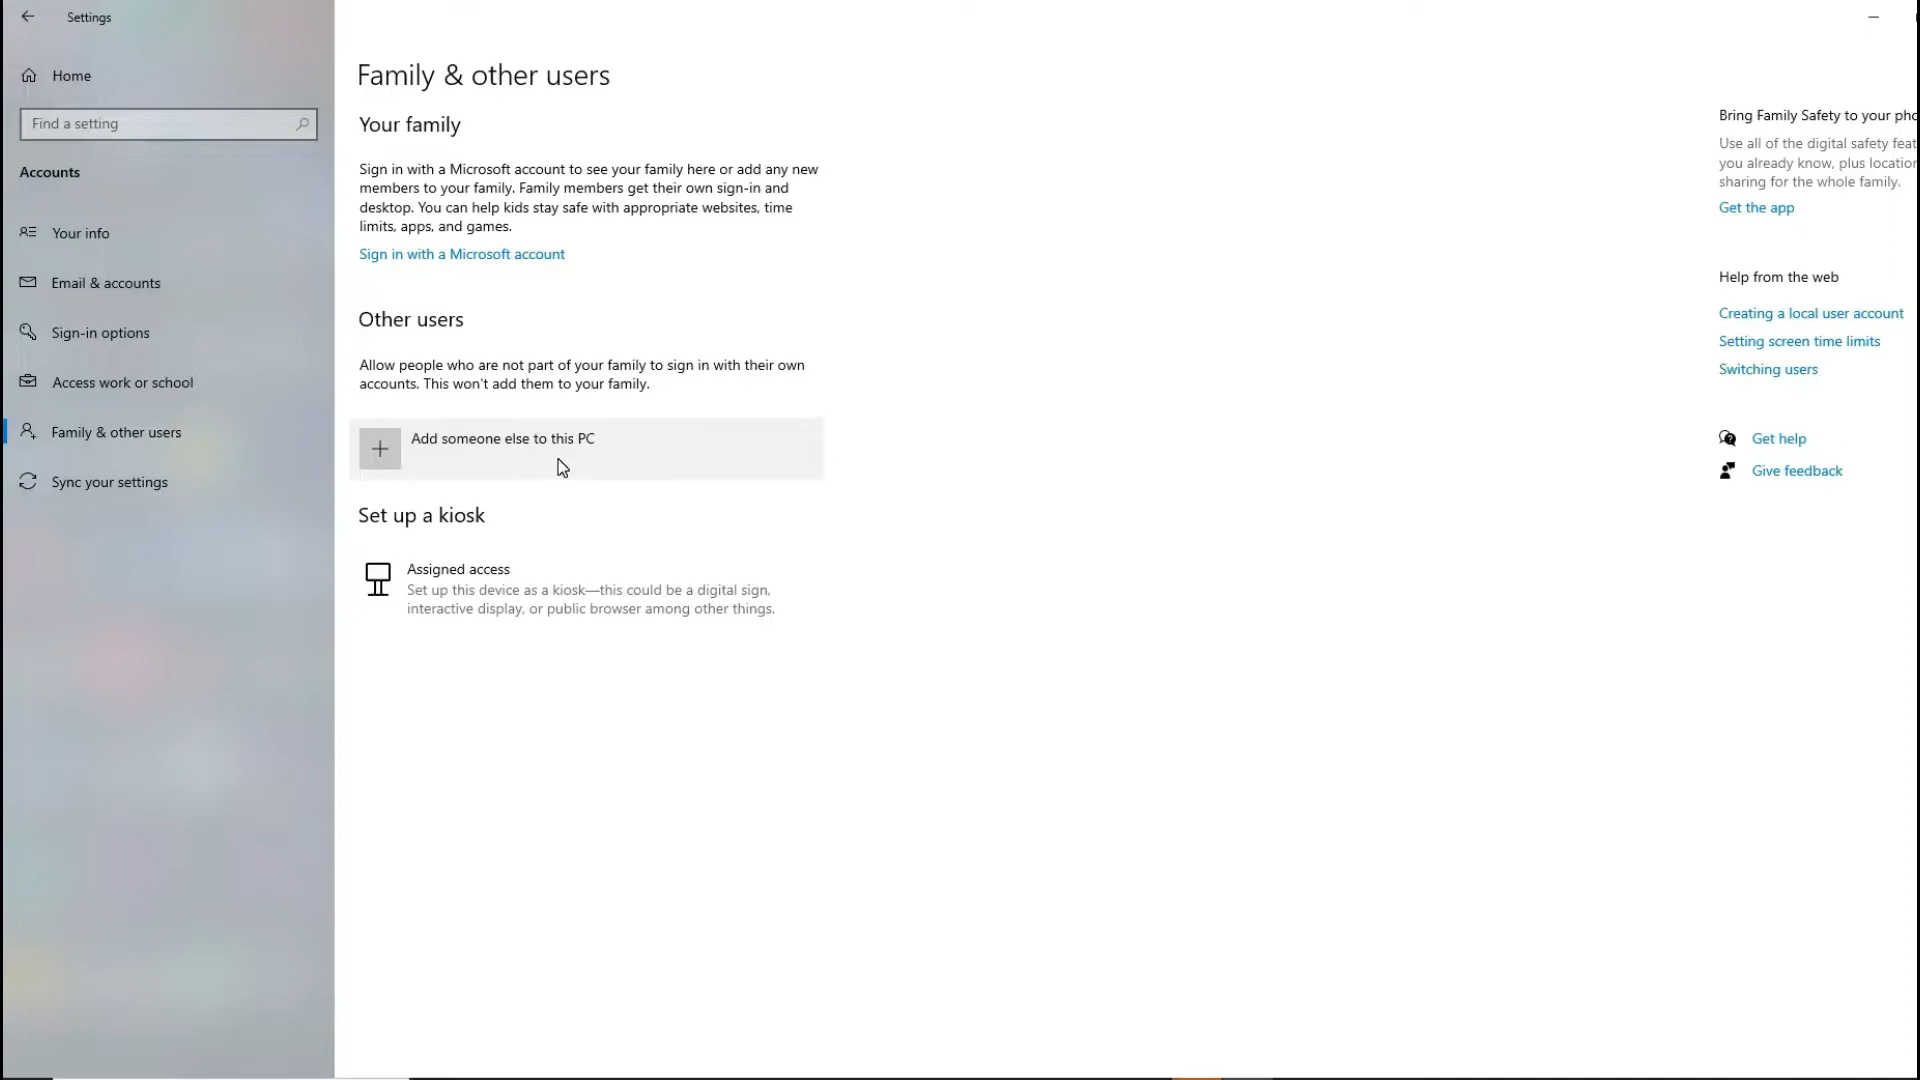 Settings
Home
Find a setting
Accounts
Your info
Email & accounts
Sign-in options
Access work or school
Family & other users
Sync your settings
Family & other users
Your family
Sign in with a Microsoft account to see your family here or add any new
members to your family. Family members get their own sign-in and
desktop. You can help kids stay safe with appropriate websites, time
limits, apps, and games.
Sign in with a Microsoft account
Other users
Allow people who are not part of your family to sign in with their own
accounts. This won't add them to your family.
Add someone else to this PC
Set up a kiosk
Assigned access
Set up this device as a kiosk—this could be a digital sign,
interactive display, or public browser among other things.
Bring Family Safety to your pho
Use all of the digital safety feat
you already know, plus location
sharing for the whole family.
Get the app
Help from the web
Creating a local user account
Setting screen time limits
Switching users
Get help
Give feedback